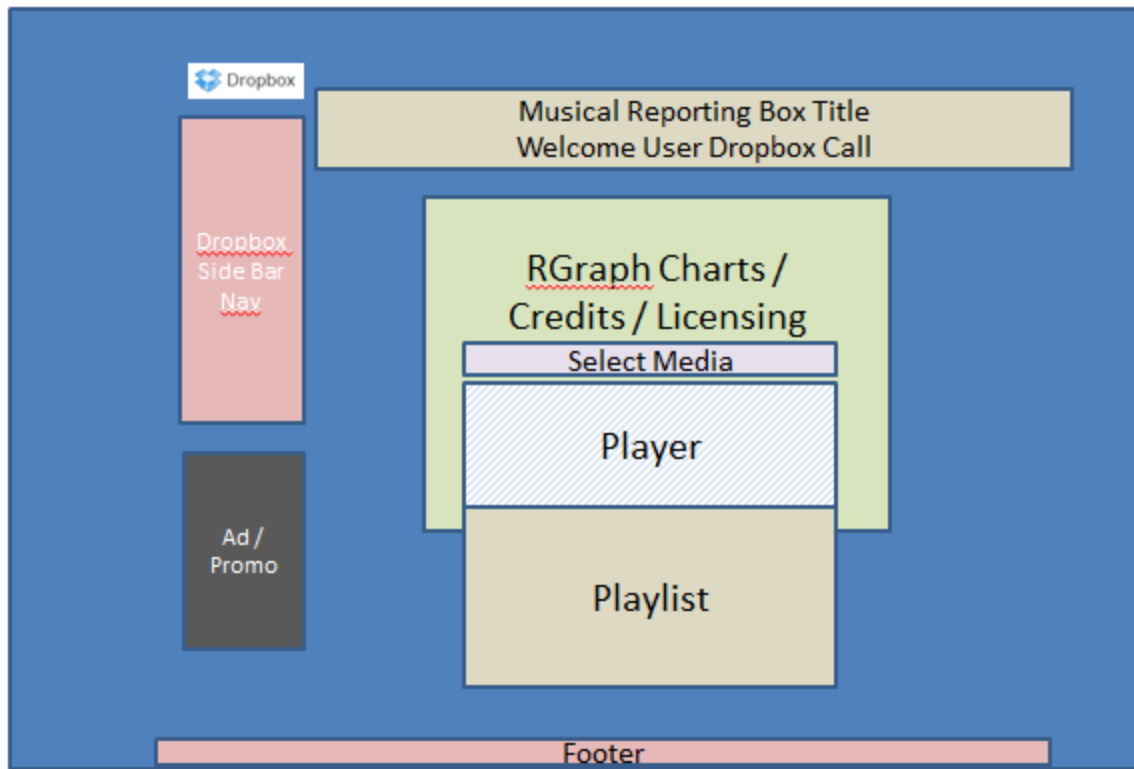 Dropbox
Musical Reporting Box Title
Welcome User Dropbox Call
Dropbox
Side Bar
Nav
RGraph Charts /
Credits / Licensing
Select Media
Player
Ad /
Promo
Playlist
Footer